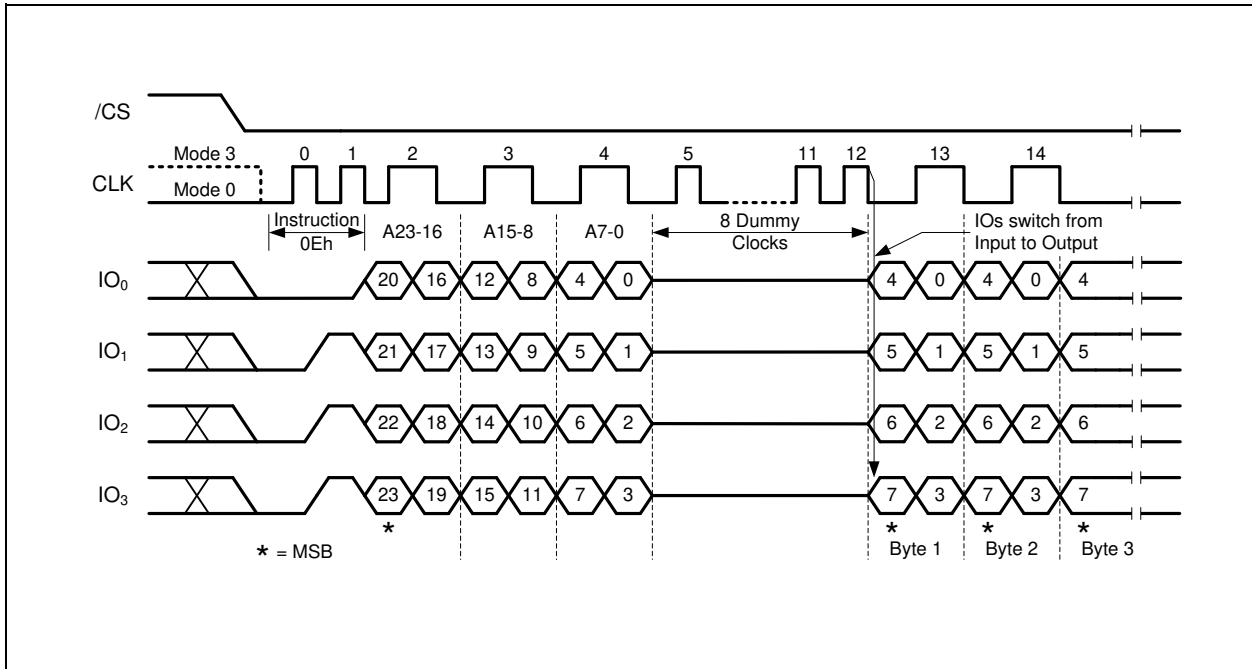 /CS
Mode 3 0 1 2 3 4 5 11 12 13 14
CLK
Mode 0
Instruction 8 Dummy IOs switch from
0Eh A23-16 A15-8 A7-0 Clocks Input to Output
IO₀ 20 16 12 8 4 0 4 0 4 0 4
IO₁ 21 17 13 9 5 1 5 1 5 1 5
IO₂ 22 18 14 10 6 2 6 2 6 2 6
IO₃ 23 19 15 11 7 3 7 3 7 3 7
* * * *
* = MSB Byte 1 Byte 2 Byte 3